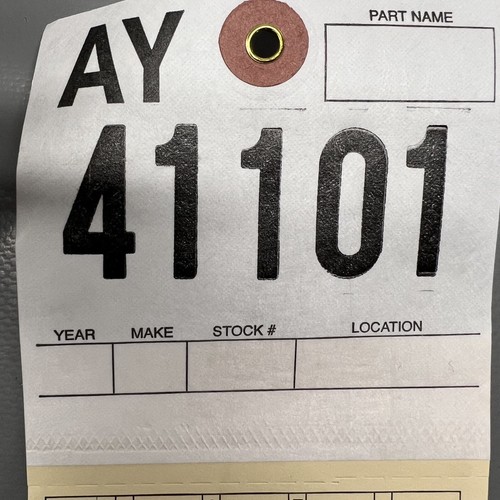 AY
PART NAME
41101
YEAR MAKE STOCK # LOCATION